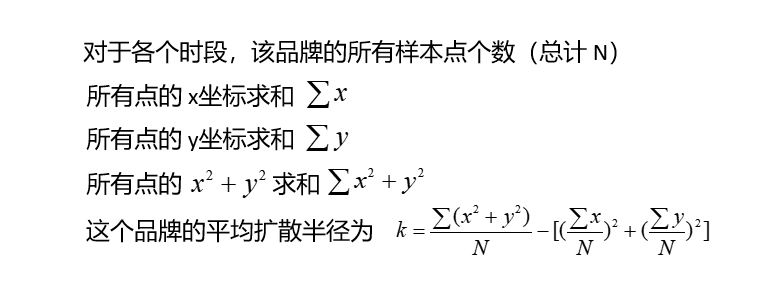 对于各个时段，该品牌的所有样本点个数（总计 N）
所有点的 x坐标求和 ∑x
所有点的 y坐标求和 ∑y
所有点的 x² + y² 求和 ∑x² + y²
这个品牌的平均扩散半径为 k = ∑(x² + y²)/N − [(∑x/N)² + (∑y/N)²]